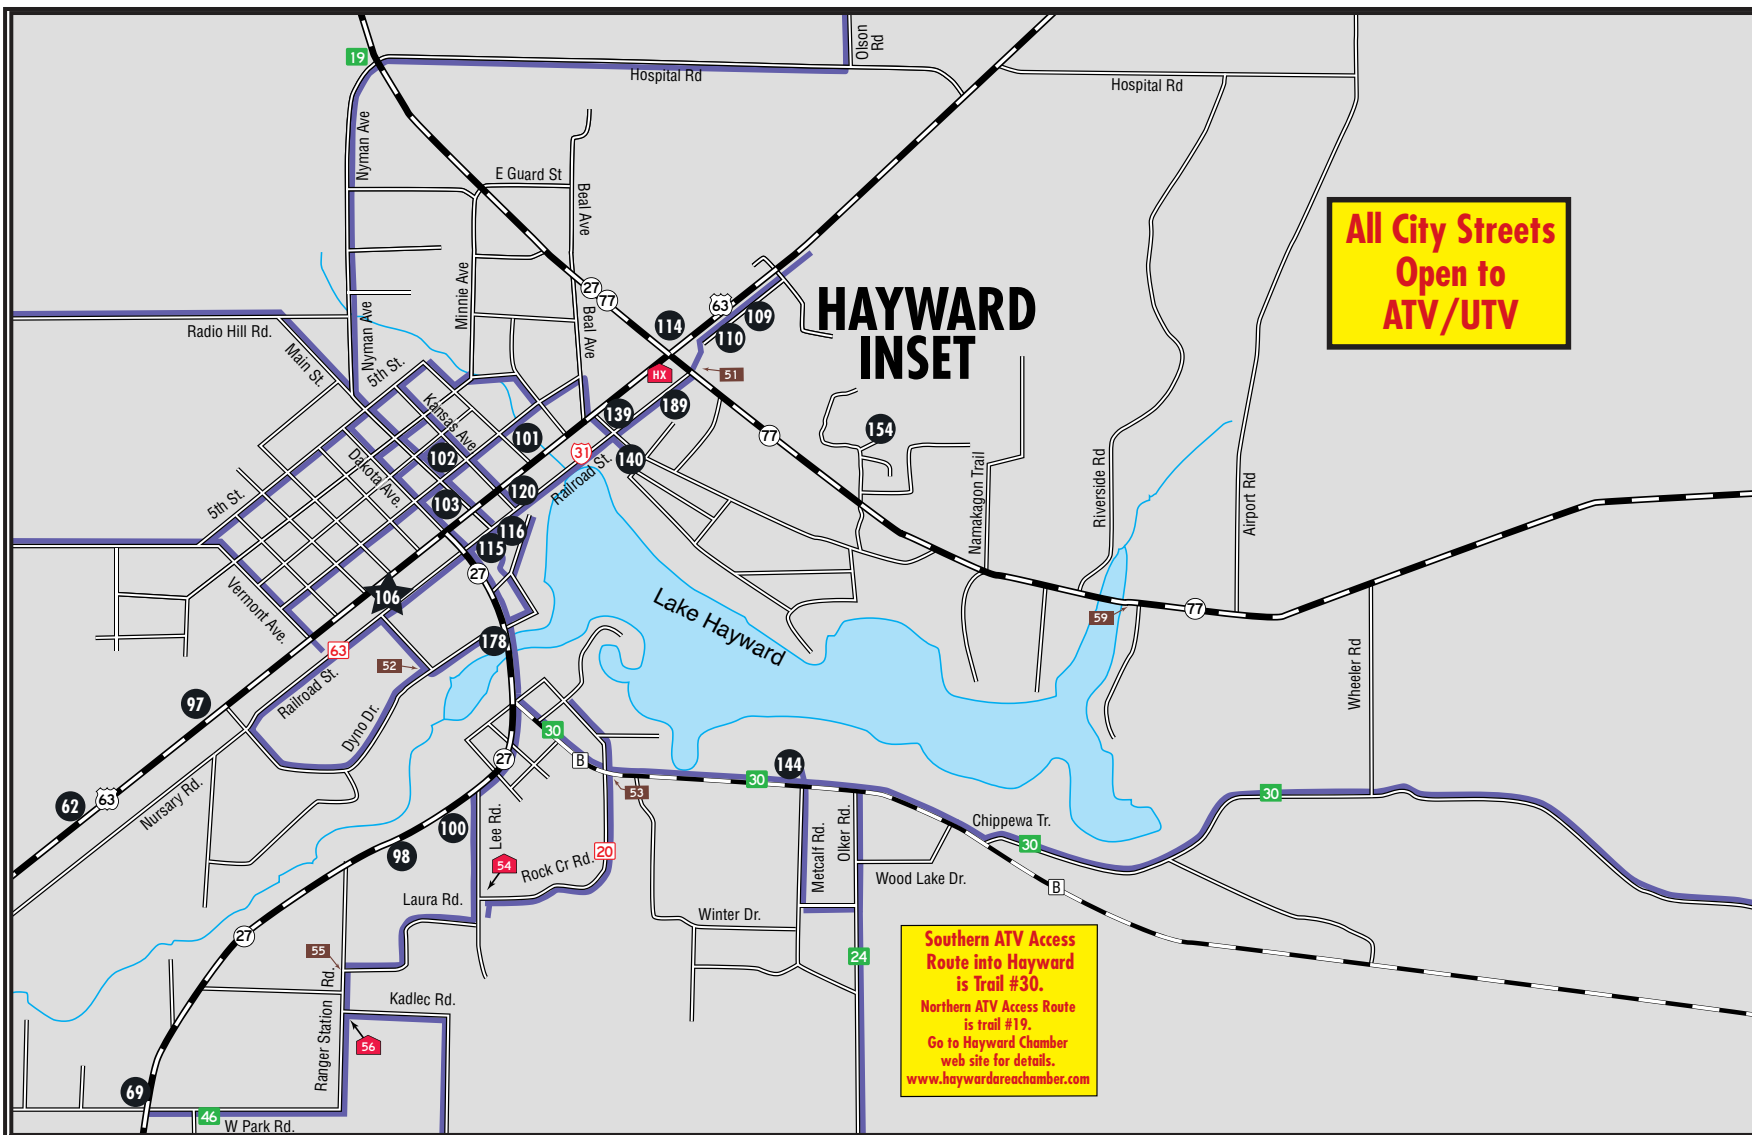 19
Olson
Rd
Hospital Rd
Hospital Rd
Nyman Ave
E Guard St
Beal Ave
All City Streets
Open to
ATV/UTV
Minnie Ave
27
77
63
HAYWARD
INSET
114
109
110
Radio Hill Rd.
Nyman Ave
Beal Ave
Main St.
5th St.
HX
51
Kansas Ave
139
189
101
77
154
102
31
140
Dakota Ave.
Railroad St.
120
5th St.
103
116
115
Namakagon Trail
Riverside Rd
Airport Rd
27
Vermont Ave.
106
Lake Hayward
59
77
63
52
178
Wheeler Rd
Railroad St.
97
Dyno Dr.
30
B
27
144
30
30
53
62
63
Nursary Rd.
100
Lee Rd.
Metcalf Rd.
Olker Rd.
Chippewa Tr.
30
98
54
Rock Cr Rd.
20
Wood Lake Dr.
B
Laura Rd.
Winter Dr.
27
55
24
Southern ATV Access
Route into Hayward
is Trail #30.
Northern ATV Access Route
is trail #19.
Go to Hayward Chamber
web site for details.
www.haywardareachamber.com
Ranger Station Rd.
Kadlec Rd.
56
69
46
W Park Rd.